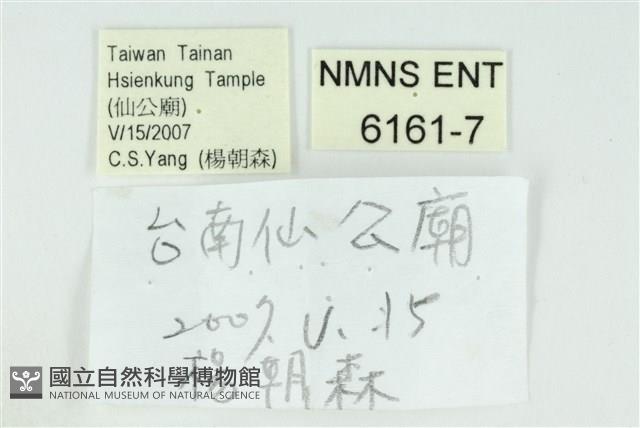 Taiwan Tainan
Hsienkung Tample
(仙公廟)
V/15/2007
C.S.Yang (楊朝森)
NMNS ENT
6161-7
台南仙公廟
2007. V. 15
楊朝森
國立自然科學博物館
NATIONAL MUSEUM OF NATURAL SCIENCE